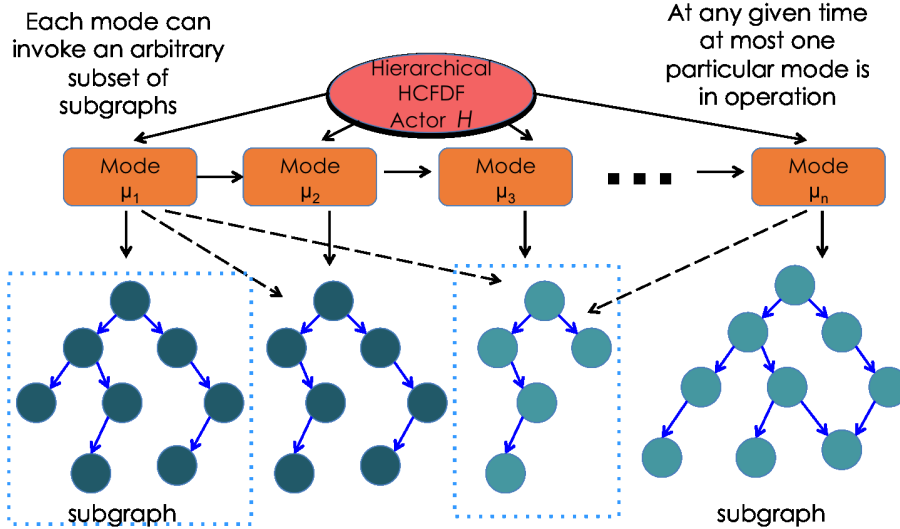 Each mode can
invoke an arbitrary
subset of
subgraphs
At any given time
at most one
particular mode is
in operation
Hierarchical
HCFDF
Actor H
Mode
μ1
Mode
μ2
Mode
μ3
Mode
μn
subgraph
subgraph